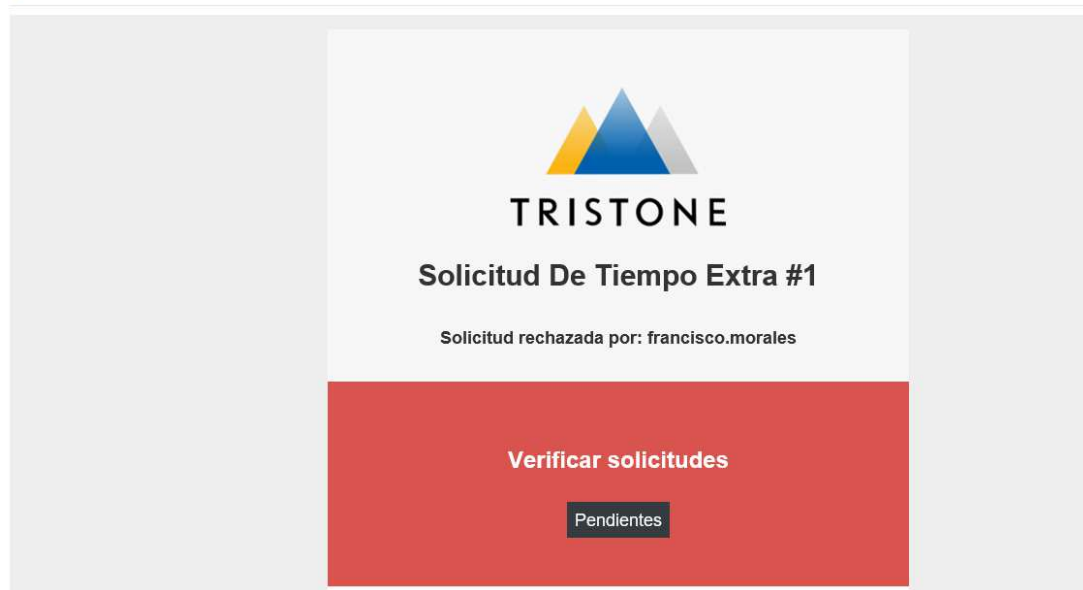 TRISTONE
Solicitud De Tiempo Extra #1
Solicitud rechazada por: francisco.morales
Verificar solicitudes
Pendientes